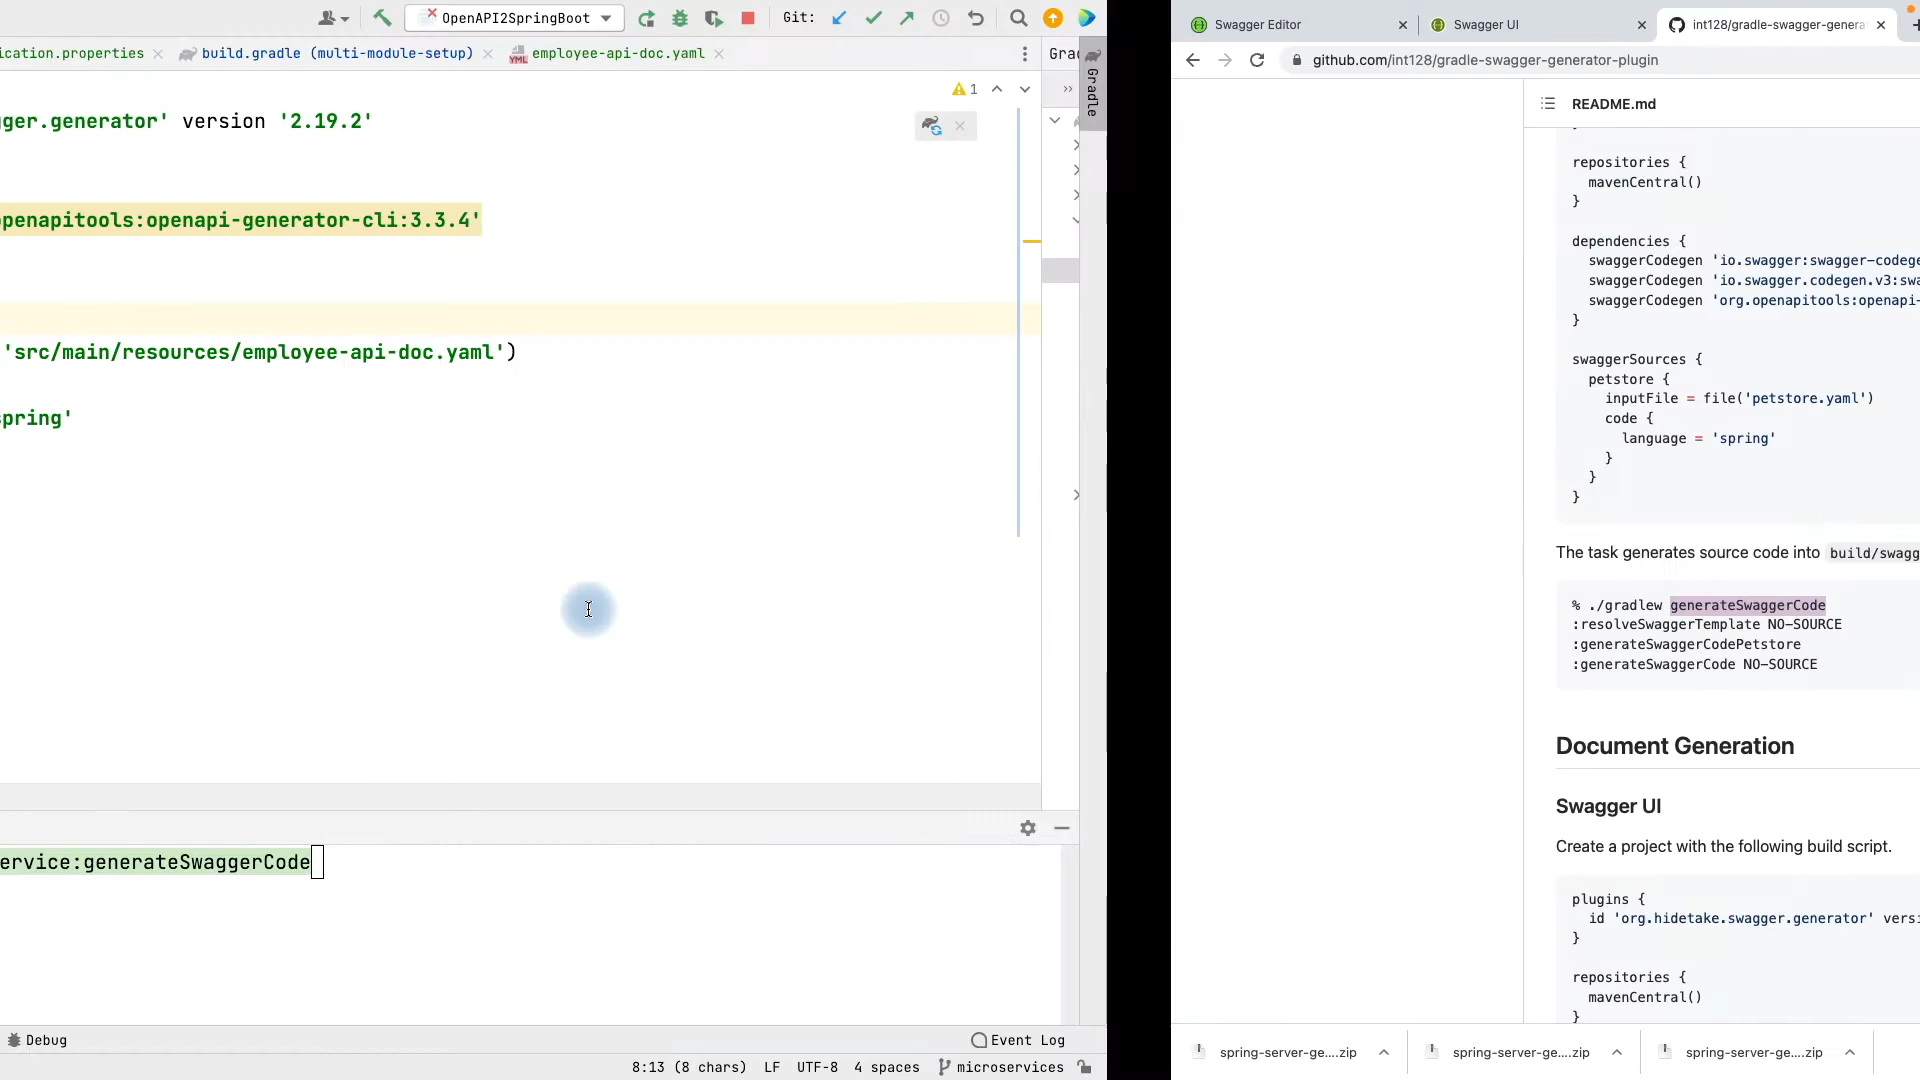 OpenAPI2SpringBoot
Git:
ication.properties
build.gradle (multi-module-setup)
employee-api-doc.yaml
Gra
1
Gradle
gger.generator' version '2.19.2'
openapitools:openapi-generator-cli:3.3.4'
'src/main/resources/employee-api-doc.yaml')
spring'
ervice:generateSwaggerCode
Debug
Event Log
8:13 (8 chars)
LF
UTF-8
4 spaces
microservices
Swagger Editor
Swagger UI
int128/gradle-swagger-genera
github.com/int128/gradle-swagger-generator-plugin
README.md
}
repositories {
mavenCentral()
}
dependencies {
swaggerCodegen 'io.swagger:swagger-codege
swaggerCodegen 'io.swagger.codegen.v3:swa
swaggerCodegen 'org.openapitools:openapi-
}
swaggerSources {
petstore {
inputFile = file('petstore.yaml')
code {
language = 'spring'
}
}
}
The task generates source code into build/swagg
% ./gradlew generateSwaggerCode
:resolveSwaggerTemplate NO-SOURCE
:generateSwaggerCodePetstore
:generateSwaggerCode NO-SOURCE
Document Generation
Swagger UI
Create a project with the following build script.
plugins {
id 'org.hidetake.swagger.generator' versi
}
repositories {
mavenCentral()
}
spring-server-ge....zip
spring-server-ge....zip
spring-server-ge....zip